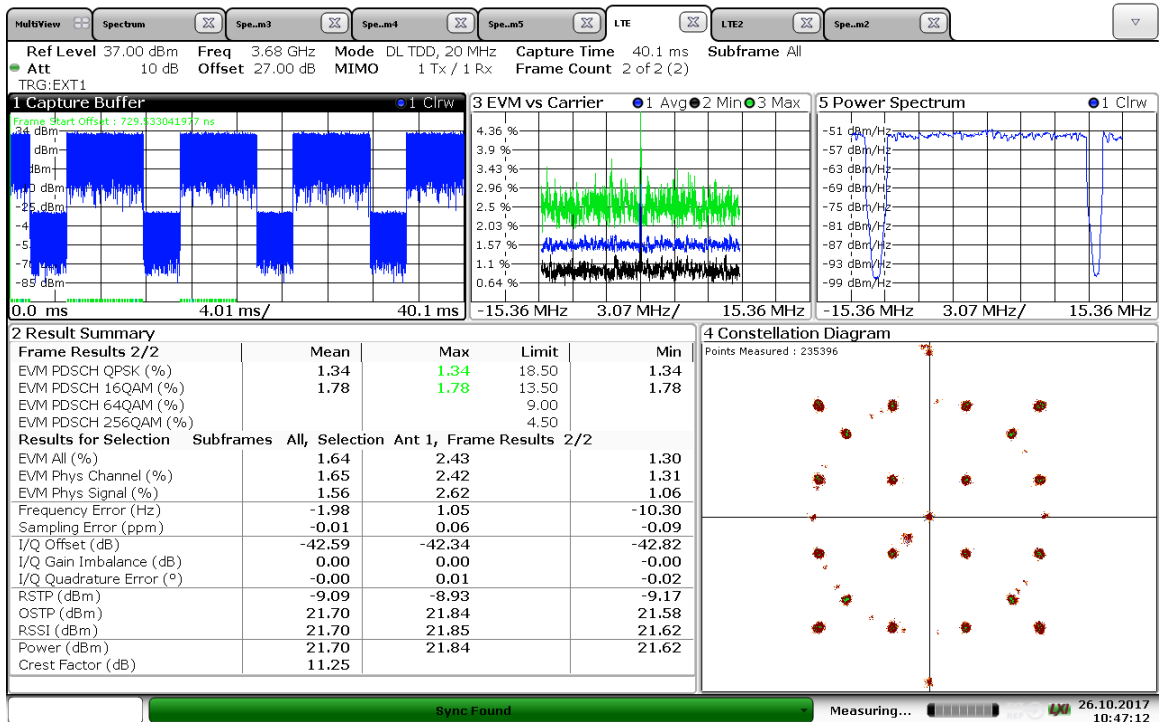 MultiView Spectrum Spe..m3 Spe..m4 Spe..m5 LTE LTE2 Spe..m2
Ref Level 37.00 dBm Freq 3.68 GHz Mode DL TDD, 20 MHz Capture Time 40.1 ms Subframe All
Att 10 dB Offset 27.00 dB MIMO 1 Tx / 1 Rx Frame Count 2 of 2 (2)
TRG:EXT1
1 Capture Buffer 1 Clrw
Frame Start Offset : 729.533041977 ns
34 dBm
dBm
dBm
dBm
-25 dBm
-85 dBm
0.0 ms 4.01 ms/ 40.1 ms
3 EVM vs Carrier 1 Avg 2 Min 3 Max
4.36 %
3.9 %
3.43 %
2.96 %
2.5 %
2.03 %
1.57 %
1.1 %
0.64 %
-15.36 MHz 3.07 MHz/ 15.36 MHz
5 Power Spectrum 1 Clrw
-51 dBm/Hz
-57 dBm/Hz
-63 dBm/Hz
-69 dBm/Hz
-75 dBm/Hz
-81 dBm/Hz
-87 dBm/Hz
-93 dBm/Hz
-99 dBm/Hz
-15.36 MHz 3.07 MHz/ 15.36 MHz
2 Result Summary
Frame Results 2/2 Mean Max Limit Min
EVM PDSCH QPSK (%) 1.34 1.34 18.50 1.34
EVM PDSCH 16QAM (%) 1.78 1.78 13.50 1.78
EVM PDSCH 64QAM (%) 9.00
EVM PDSCH 256QAM (%) 4.50
Results for Selection Subframes All, Selection Ant 1, Frame Results 2/2
EVM All (%) 1.64 2.43 1.30
EVM Phys Channel (%) 1.65 2.42 1.31
EVM Phys Signal (%) 1.56 2.62 1.06
Frequency Error (Hz) -1.98 1.05 -10.30
Sampling Error (ppm) -0.01 0.06 -0.09
I/Q Offset (dB) -42.59 -42.34 -42.82
I/Q Gain Imbalance (dB) 0.00 0.00 -0.00
I/Q Quadrature Error (°) -0.00 0.01 -0.02
RSTP (dBm) -9.09 -8.93 -9.17
OSTP (dBm) 21.70 21.84 21.58
RSSI (dBm) 21.70 21.85 21.62
Power (dBm) 21.70 21.84 21.62
Crest Factor (dB) 11.25
4 Constellation Diagram
Points Measured : 235396
Sync Found
Measuring...
LXI
26.10.2017
10:47:12